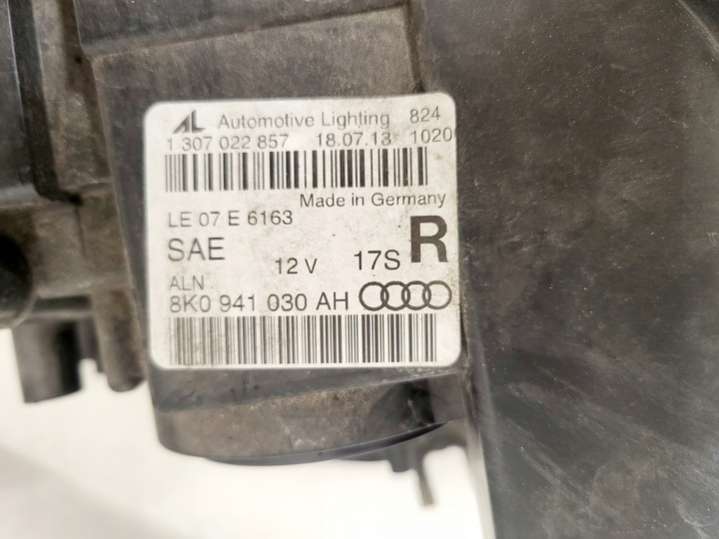 AL Automotive Lighting 824
1 307 022 857 18.07.13 1020
Made in Germany
LE 07 E 6163
SAE 12 V 17S R
ALN
8K0 941 030 AH